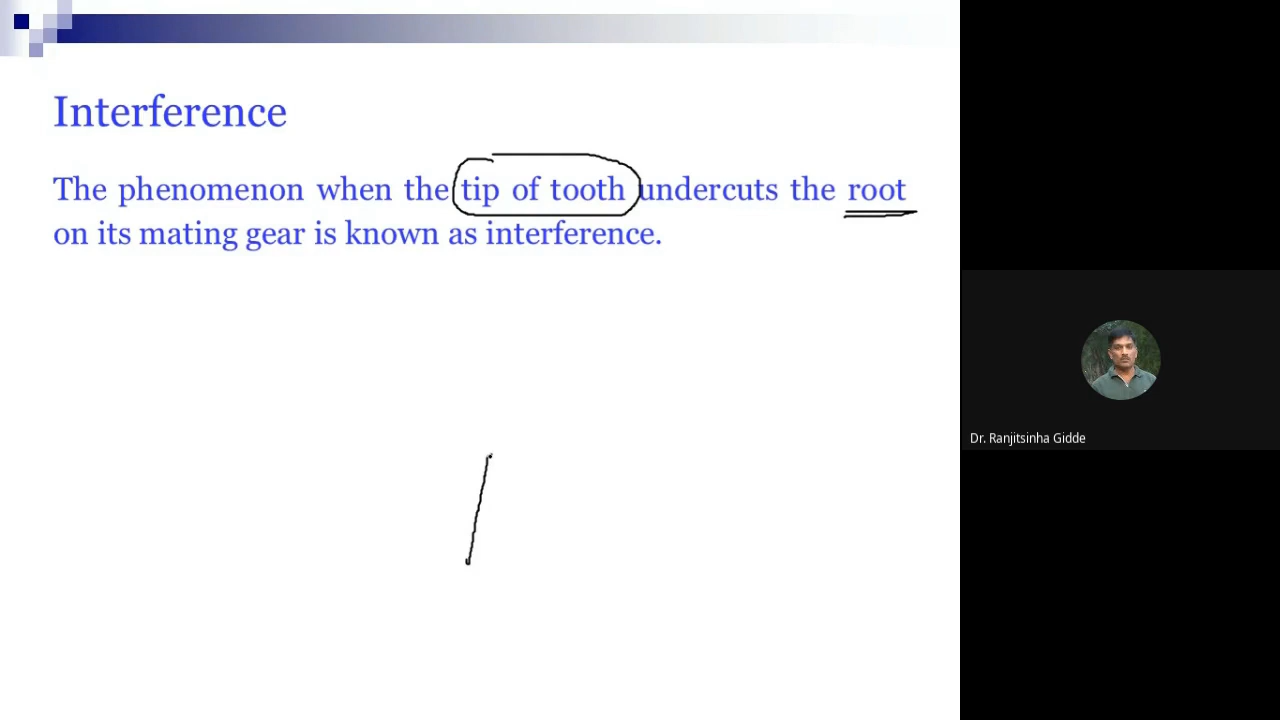 Interference
The phenomenon when the tip of tooth undercuts the root
on its mating gear is known as interference.
Dr. Ranjitsinha Gidde